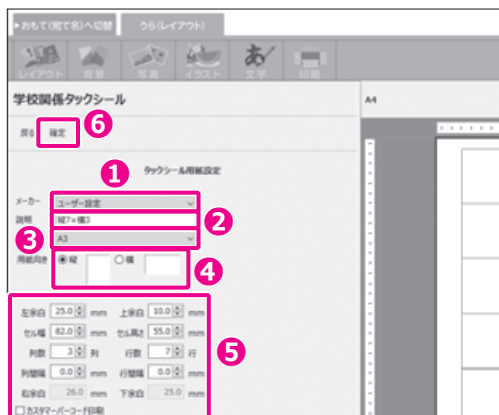 ▸おもて(宛て名)へ切替 うら(レイアウト)
レイアウト 背景 写真 イラスト 文字 印刷
学校関係タックシール
A4
戻る 確定 ❻
❶ タックシール用紙設定
メーカー ユーザー設定
説明 縦7×横3 ❷
❸ A3
用紙向き 縦 横 ❹
左余白 25.0 mm 上余白 10.0 mm
セル幅 82.0 mm セル高さ 55.0 mm
列数 3 列 行数 7 行 ❺
列間隔 0.0 mm 行間隔 0.0 mm
右余白 26.0 mm 下余白 25.0 mm
カスタマーバーコード印刷